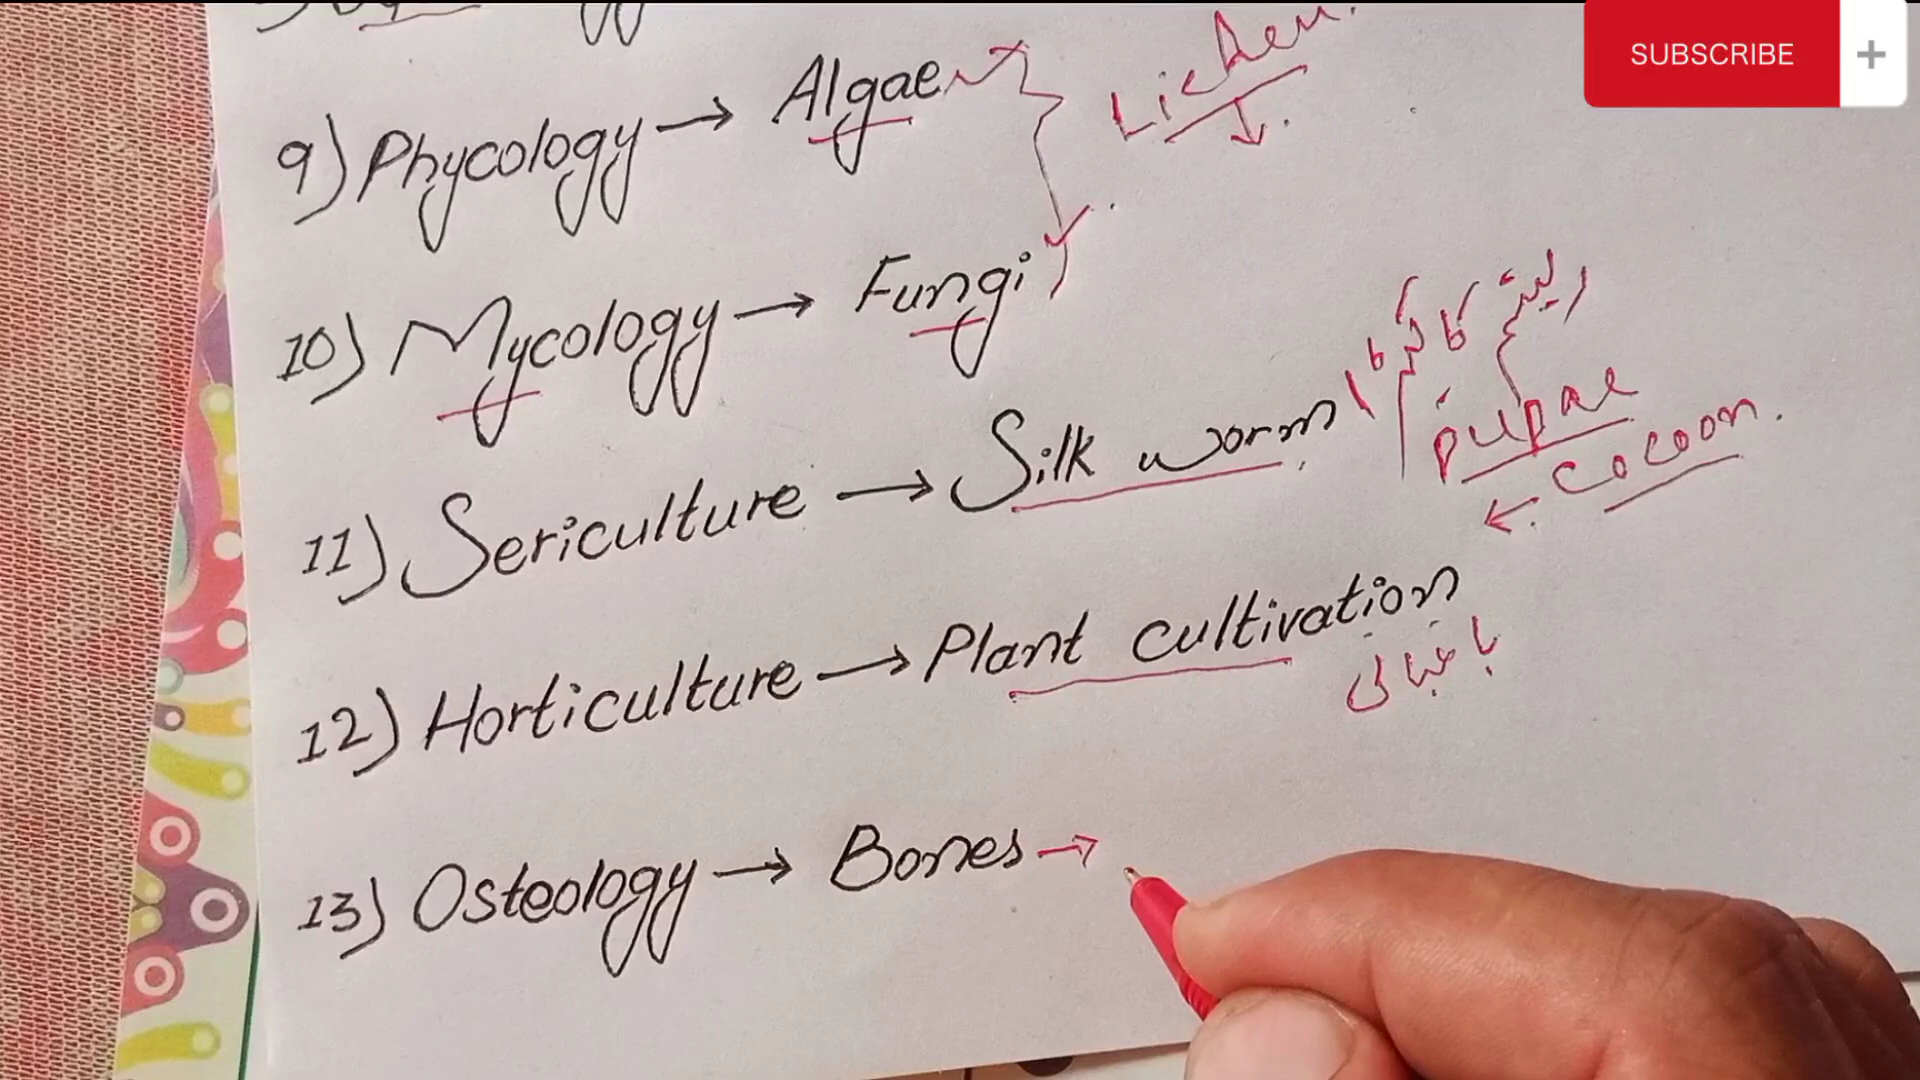 SUBSCRIBE +
9) Phycology → Algae
Lichen.
10) Mycology → Fungi
11) Sericulture → Silk worm
ریشم کا کیڑا
pupae
← cocoon.
12) Horticulture → Plant cultivation
باغبانی
13) Osteology → Bones →